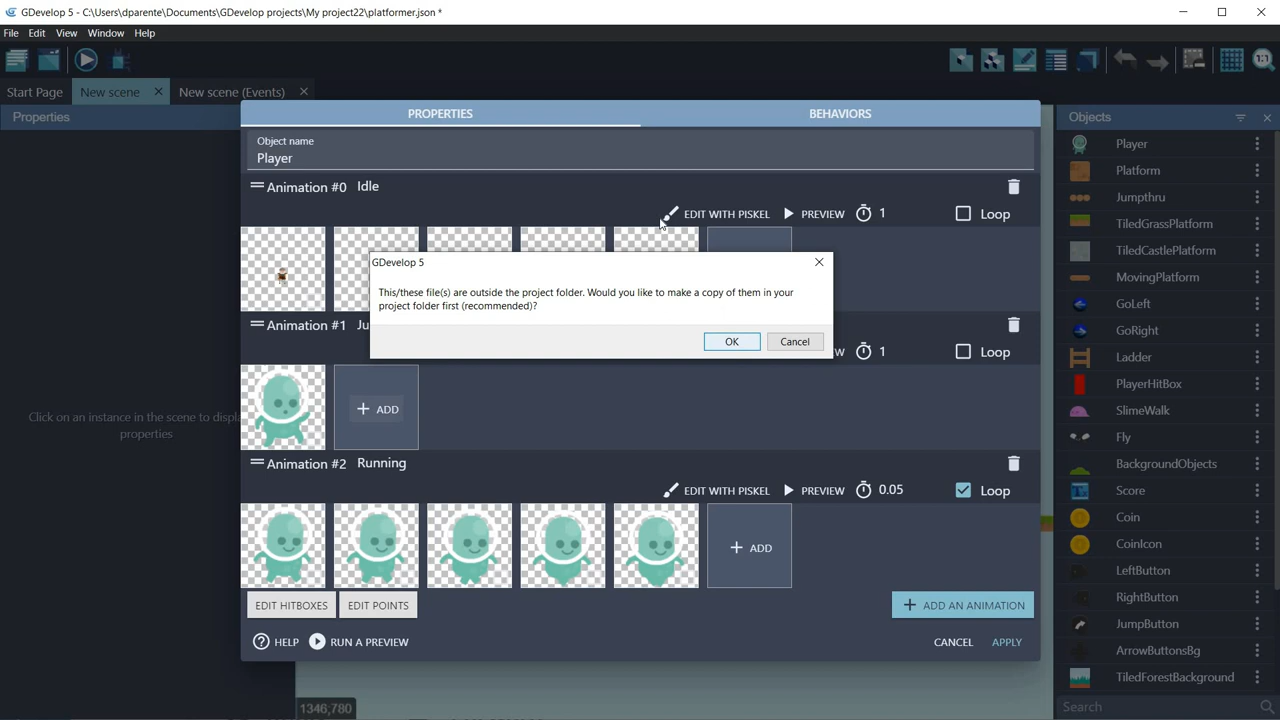 GDevelop 5 - C:\Users\dparente\Documents\GDevelop projects\My project22\platformer.json *
File Edit View Window Help
1:1
Start Page New scene New scene (Events)
Properties
Click on an instance in the scene to displ
properties
PROPERTIES BEHAVIORS
Object name
Player
Animation #0 Idle
EDIT WITH PISKEL PREVIEW 1 Loop
GDevelop 5
This/these file(s) are outside the project folder. Would you like to make a copy of them in your
project folder first (recommended)?
OK Cancel
Animation #1 Ju
W 1 Loop
ADD
Animation #2 Running
EDIT WITH PISKEL PREVIEW 0.05 Loop
ADD
EDIT HITBOXES EDIT POINTS ADD AN ANIMATION
HELP RUN A PREVIEW CANCEL APPLY
1346;780
Objects
Player
Platform
Jumpthru
TiledGrassPlatform
TiledCastlePlatform
MovingPlatform
GoLeft
GoRight
Ladder
PlayerHitBox
SlimeWalk
Fly
BackgroundObjects
Score
Coin
CoinIcon
LeftButton
RightButton
JumpButton
ArrowButtonsBg
TiledForestBackground
Search